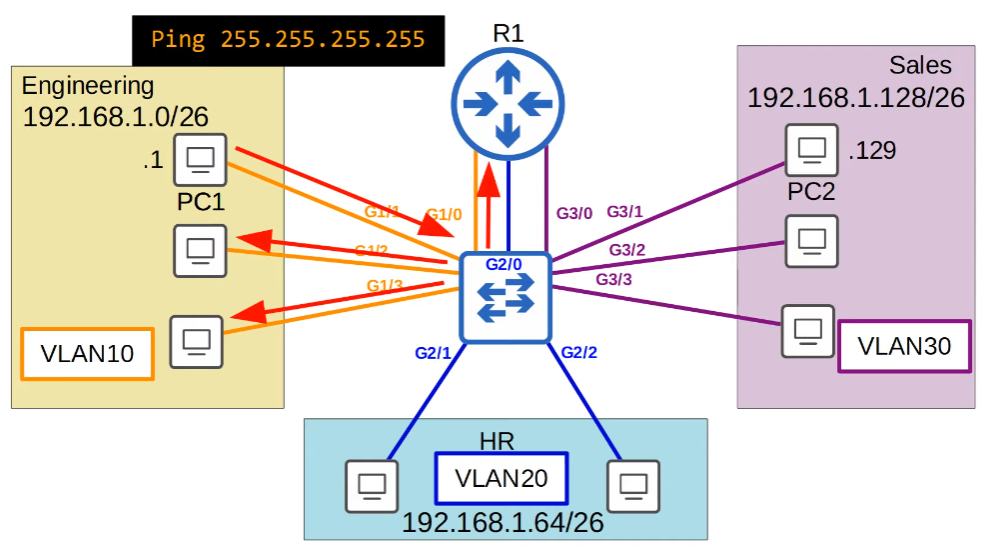 Ping 255.255.255.255
R1
Engineering
192.168.1.0/26
.1
PC1
VLAN10
Sales
192.168.1.128/26
.129
PC2
VLAN30
G1/1
G1/0
G1/2
G1/3
G2/0
G3/0
G3/1
G3/2
G3/3
G2/1
G2/2
HR
VLAN20
192.168.1.64/26